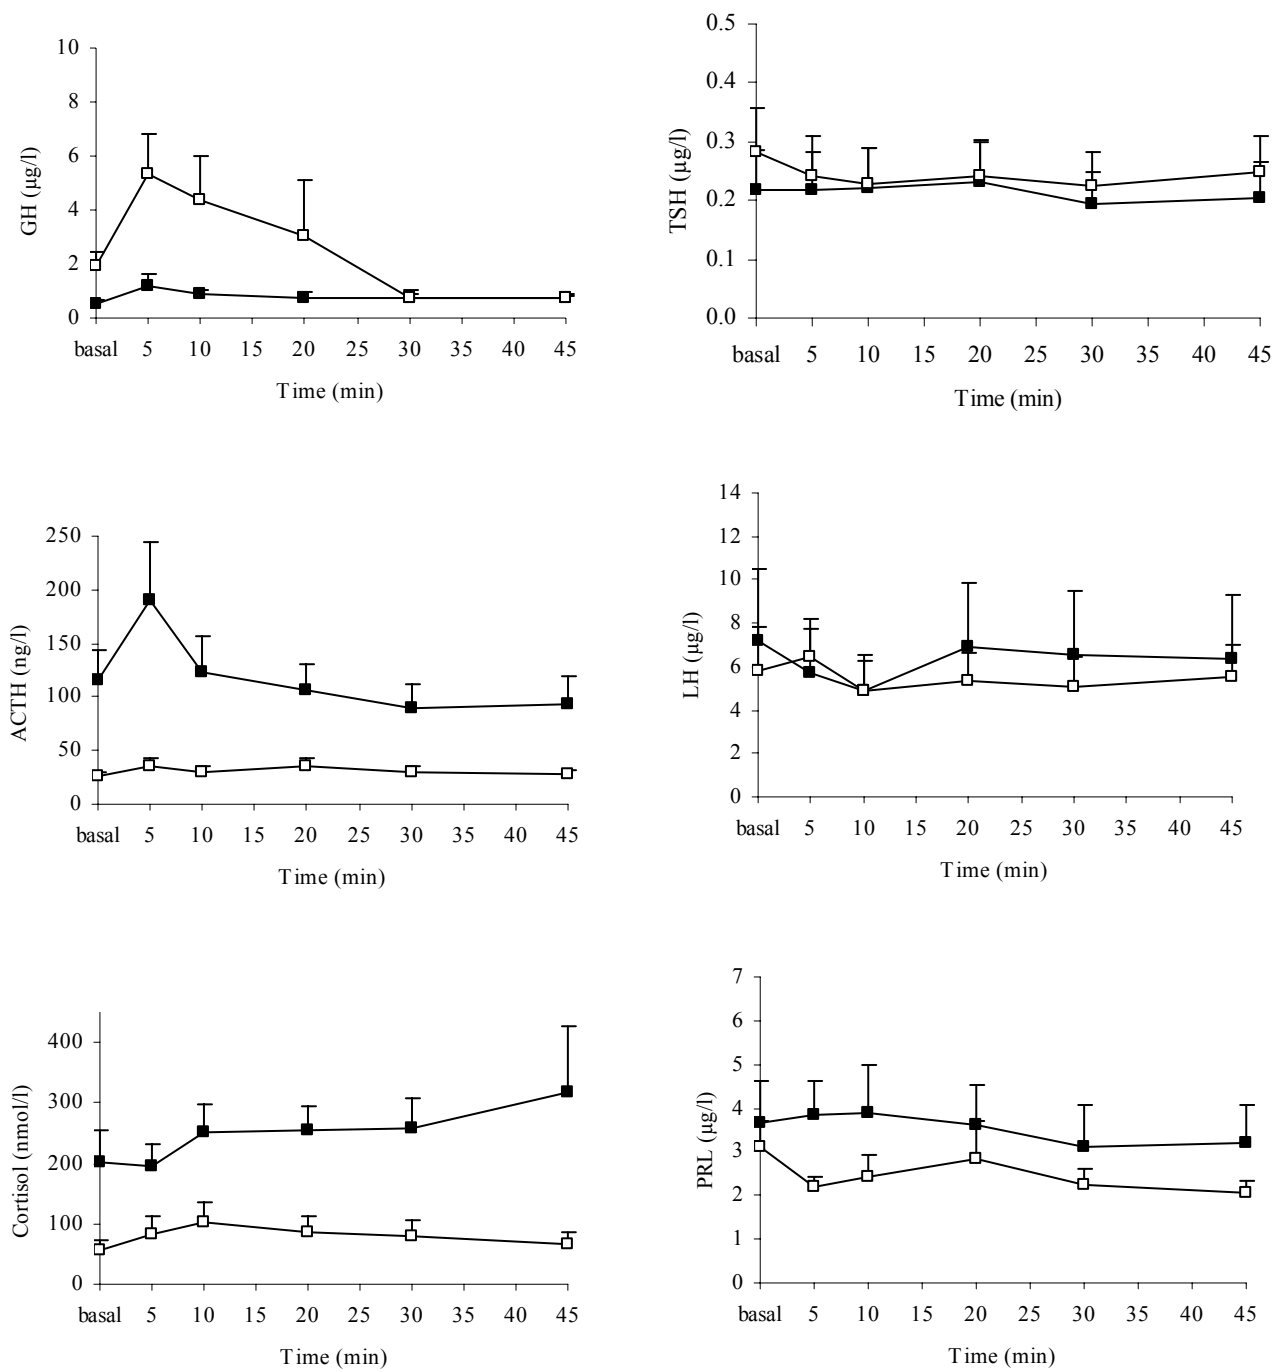 10
8
6
4
2
0
GH (µg/l)
basal 5 10 15 20 25 30 35 40 45
Time (min)
0.5
0.4
0.3
0.2
0.1
0.0
TSH (µg/l)
basal 5 10 15 20 25 30 35 40 45
Time (min)
250
200
150
100
50
0
ACTH (ng/l)
basal 5 10 15 20 25 30 35 40 45
Time (min)
14
12
10
8
6
4
2
0
LH (µg/l)
basal 5 10 15 20 25 30 35 40 45
Time (min)
400
300
200
100
0
Cortisol (nmol/l)
basal 5 10 15 20 25 30 35 40 45
Time (min)
7
6
5
4
3
2
1
0
PRL (µg/l)
basal 5 10 15 20 25 30 35 40 45
Time (min)